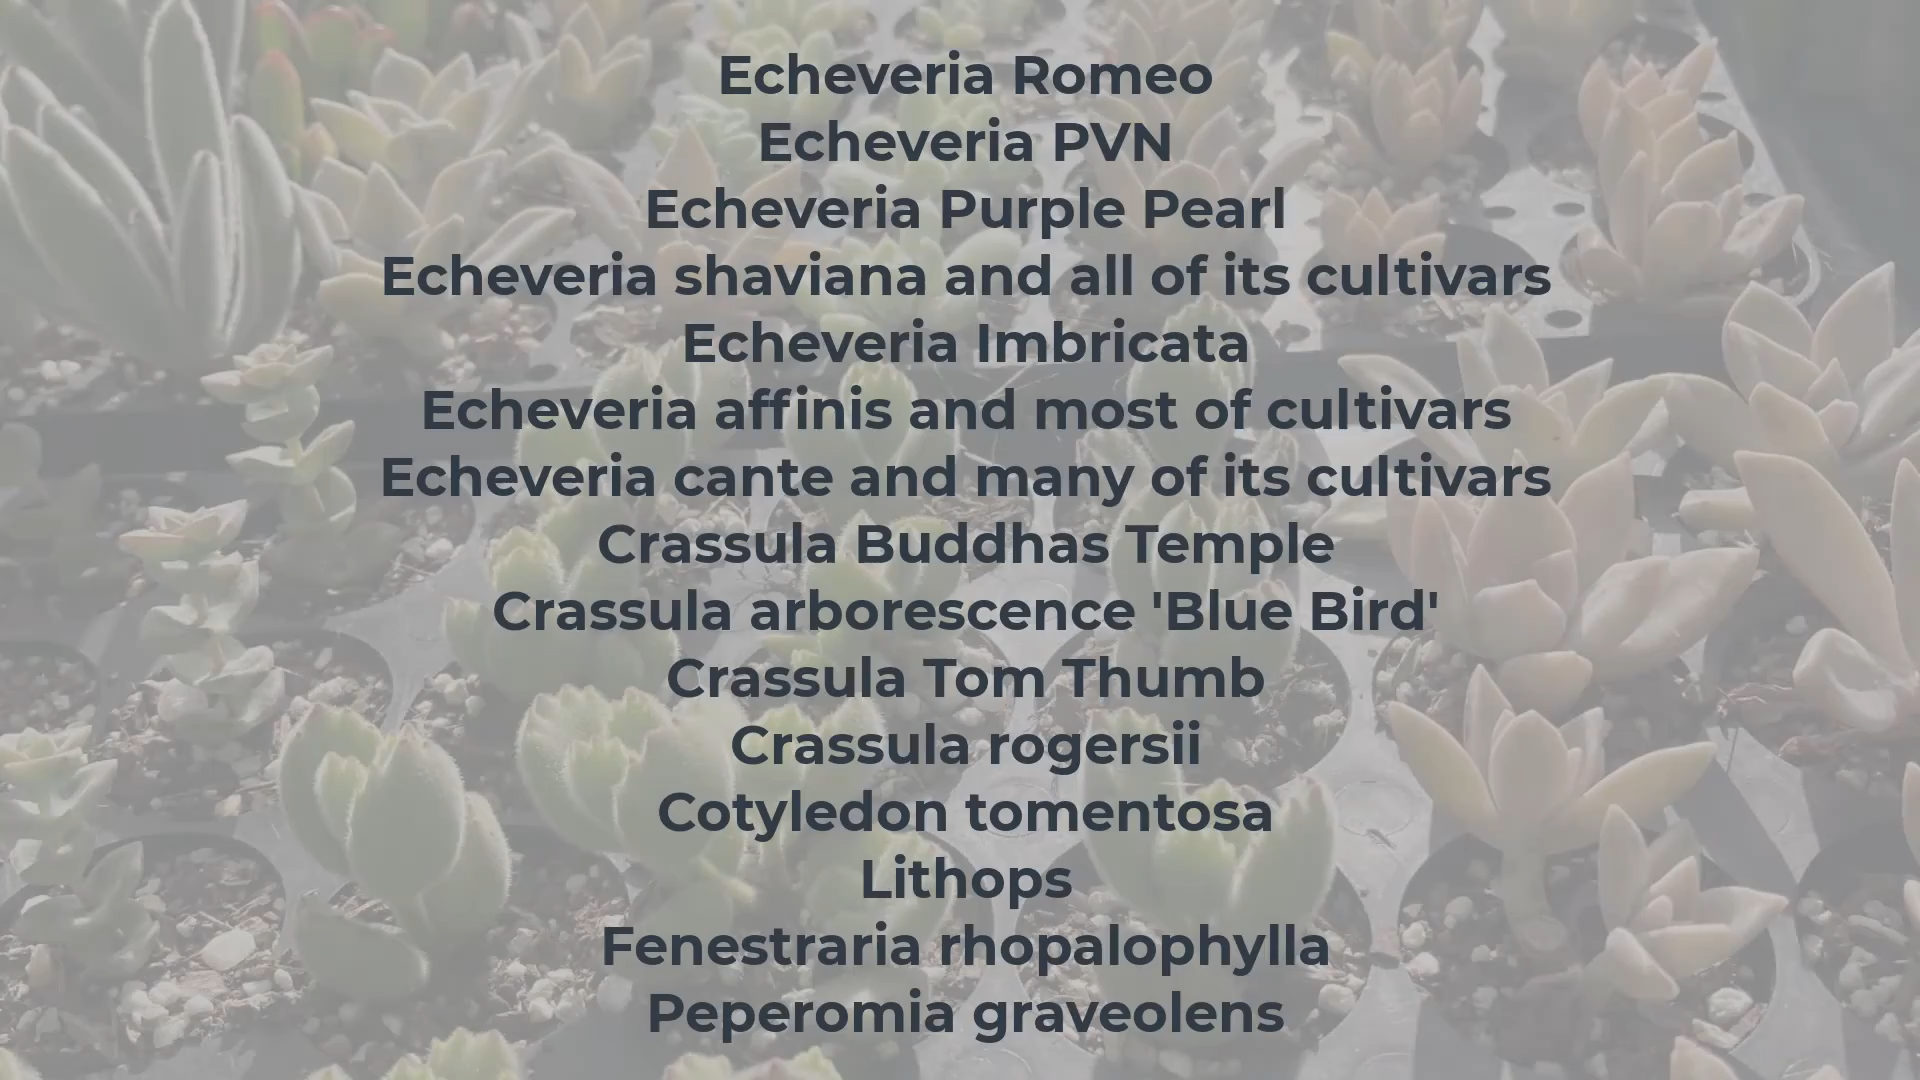 Echeveria Romeo
Echeveria PVN
Echeveria Purple Pearl
Echeveria shaviana and all of its cultivars
Echeveria Imbricata
Echeveria affinis and most of cultivars
Echeveria cante and many of its cultivars
Crassula Buddhas Temple
Crassula arborescence 'Blue Bird'
Crassula Tom Thumb
Crassula rogersii
Cotyledon tomentosa
Lithops
Fenestraria rhopalophylla
Peperomia graveolens